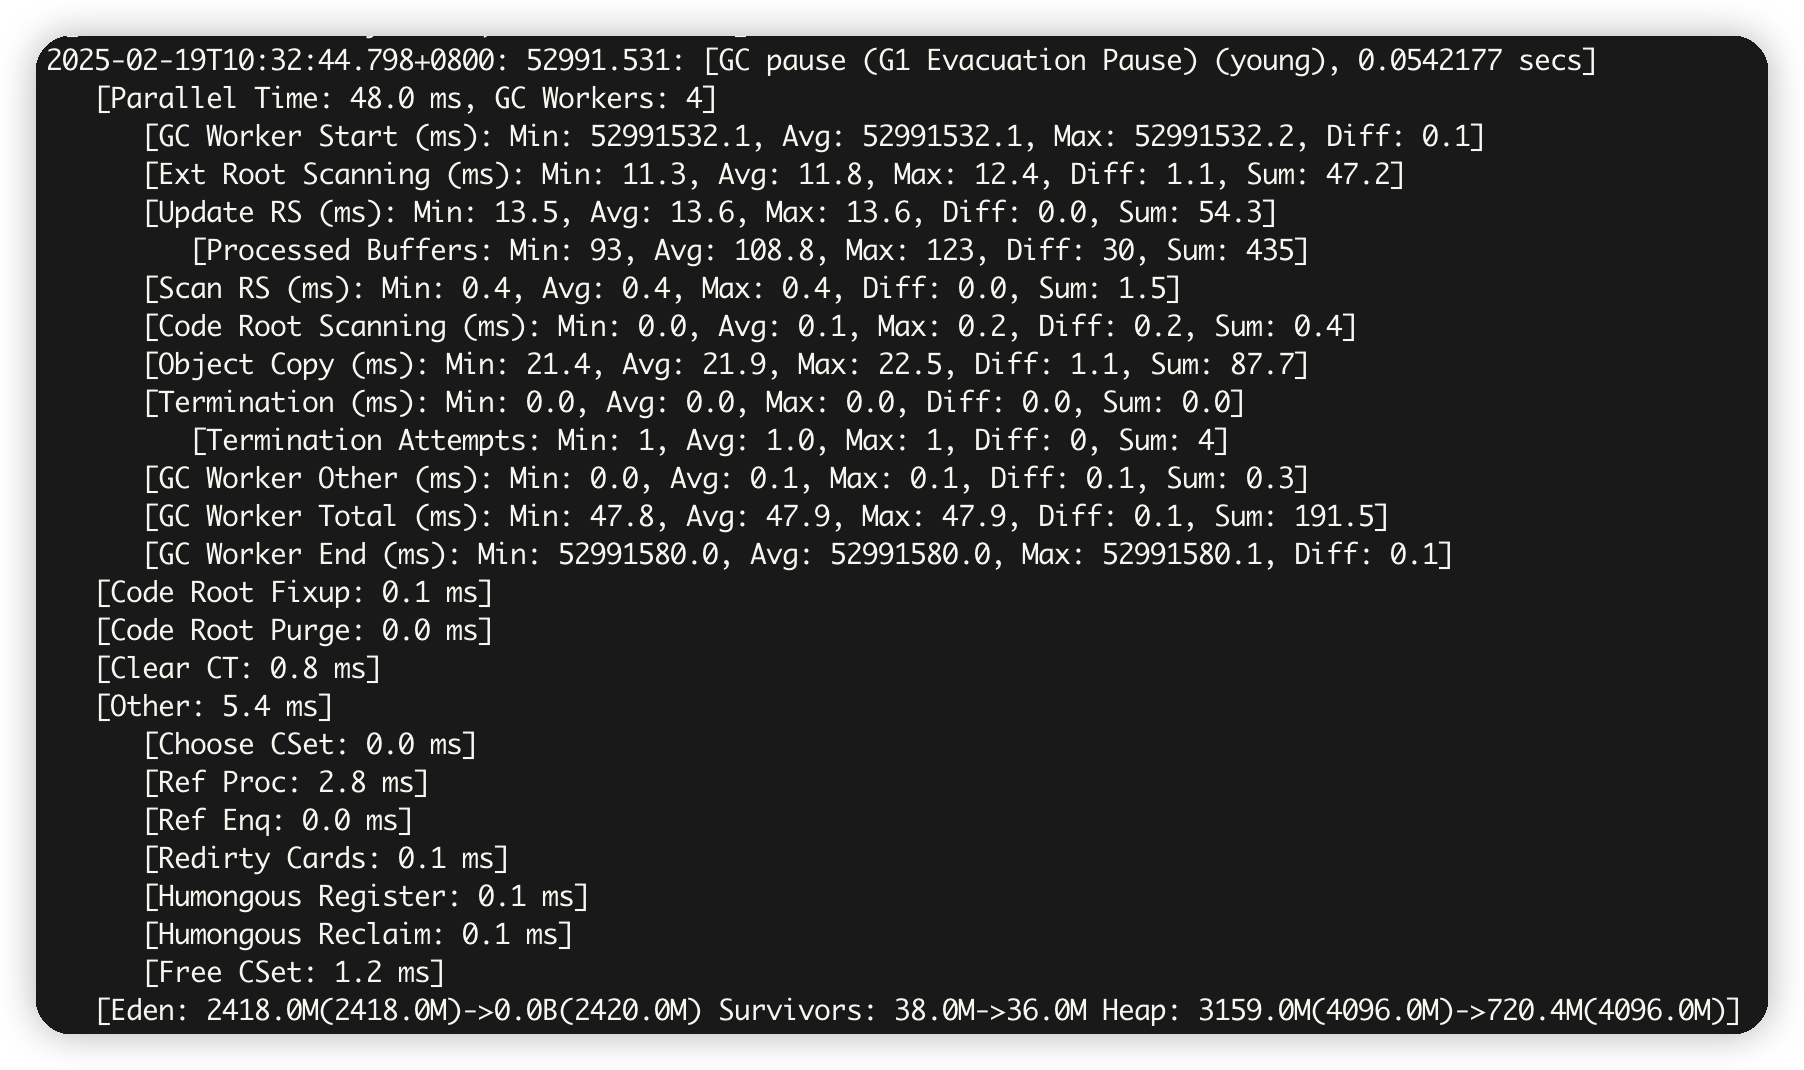 2025-02-19T10:32:44.798+0800: 52991.531: [GC pause (G1 Evacuation Pause) (young), 0.0542177 secs]
[Parallel Time: 48.0 ms, GC Workers: 4]
[GC Worker Start (ms): Min: 52991532.1, Avg: 52991532.1, Max: 52991532.2, Diff: 0.1]
[Ext Root Scanning (ms): Min: 11.3, Avg: 11.8, Max: 12.4, Diff: 1.1, Sum: 47.2]
[Update RS (ms): Min: 13.5, Avg: 13.6, Max: 13.6, Diff: 0.0, Sum: 54.3]
[Processed Buffers: Min: 93, Avg: 108.8, Max: 123, Diff: 30, Sum: 435]
[Scan RS (ms): Min: 0.4, Avg: 0.4, Max: 0.4, Diff: 0.0, Sum: 1.5]
[Code Root Scanning (ms): Min: 0.0, Avg: 0.1, Max: 0.2, Diff: 0.2, Sum: 0.4]
[Object Copy (ms): Min: 21.4, Avg: 21.9, Max: 22.5, Diff: 1.1, Sum: 87.7]
[Termination (ms): Min: 0.0, Avg: 0.0, Max: 0.0, Diff: 0.0, Sum: 0.0]
[Termination Attempts: Min: 1, Avg: 1.0, Max: 1, Diff: 0, Sum: 4]
[GC Worker Other (ms): Min: 0.0, Avg: 0.1, Max: 0.1, Diff: 0.1, Sum: 0.3]
[GC Worker Total (ms): Min: 47.8, Avg: 47.9, Max: 47.9, Diff: 0.1, Sum: 191.5]
[GC Worker End (ms): Min: 52991580.0, Avg: 52991580.0, Max: 52991580.1, Diff: 0.1]
[Code Root Fixup: 0.1 ms]
[Code Root Purge: 0.0 ms]
[Clear CT: 0.8 ms]
[Other: 5.4 ms]
[Choose CSet: 0.0 ms]
[Ref Proc: 2.8 ms]
[Ref Enq: 0.0 ms]
[Redirty Cards: 0.1 ms]
[Humongous Register: 0.1 ms]
[Humongous Reclaim: 0.1 ms]
[Free CSet: 1.2 ms]
[Eden: 2418.0M(2418.0M)->0.0B(2420.0M) Survivors: 38.0M->36.0M Heap: 3159.0M(4096.0M)->720.4M(4096.0M)]